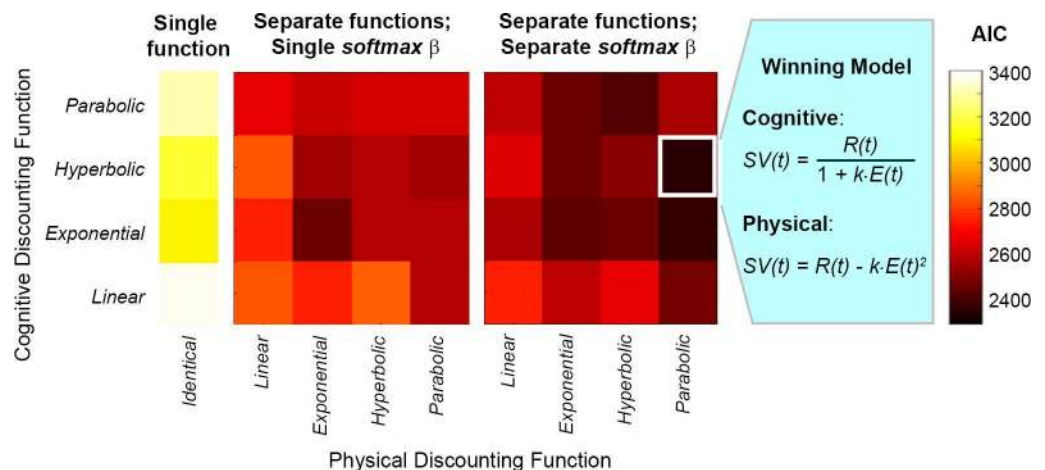 Single function
Separate functions; Single softmax β
Separate functions; Separate softmax β
AIC
Cognitive Discounting Function
Parabolic
Hyperbolic
Exponential
Linear
Identical
Linear
Exponential
Hyperbolic
Parabolic
Linear
Exponential
Hyperbolic
Parabolic
Physical Discounting Function
Winning Model
Cognitive:
SV(t) = R(t) / 1 + k·E(t)
Physical:
SV(t) = R(t) - k·E(t)²
3400
3200
3000
2800
2600
2400